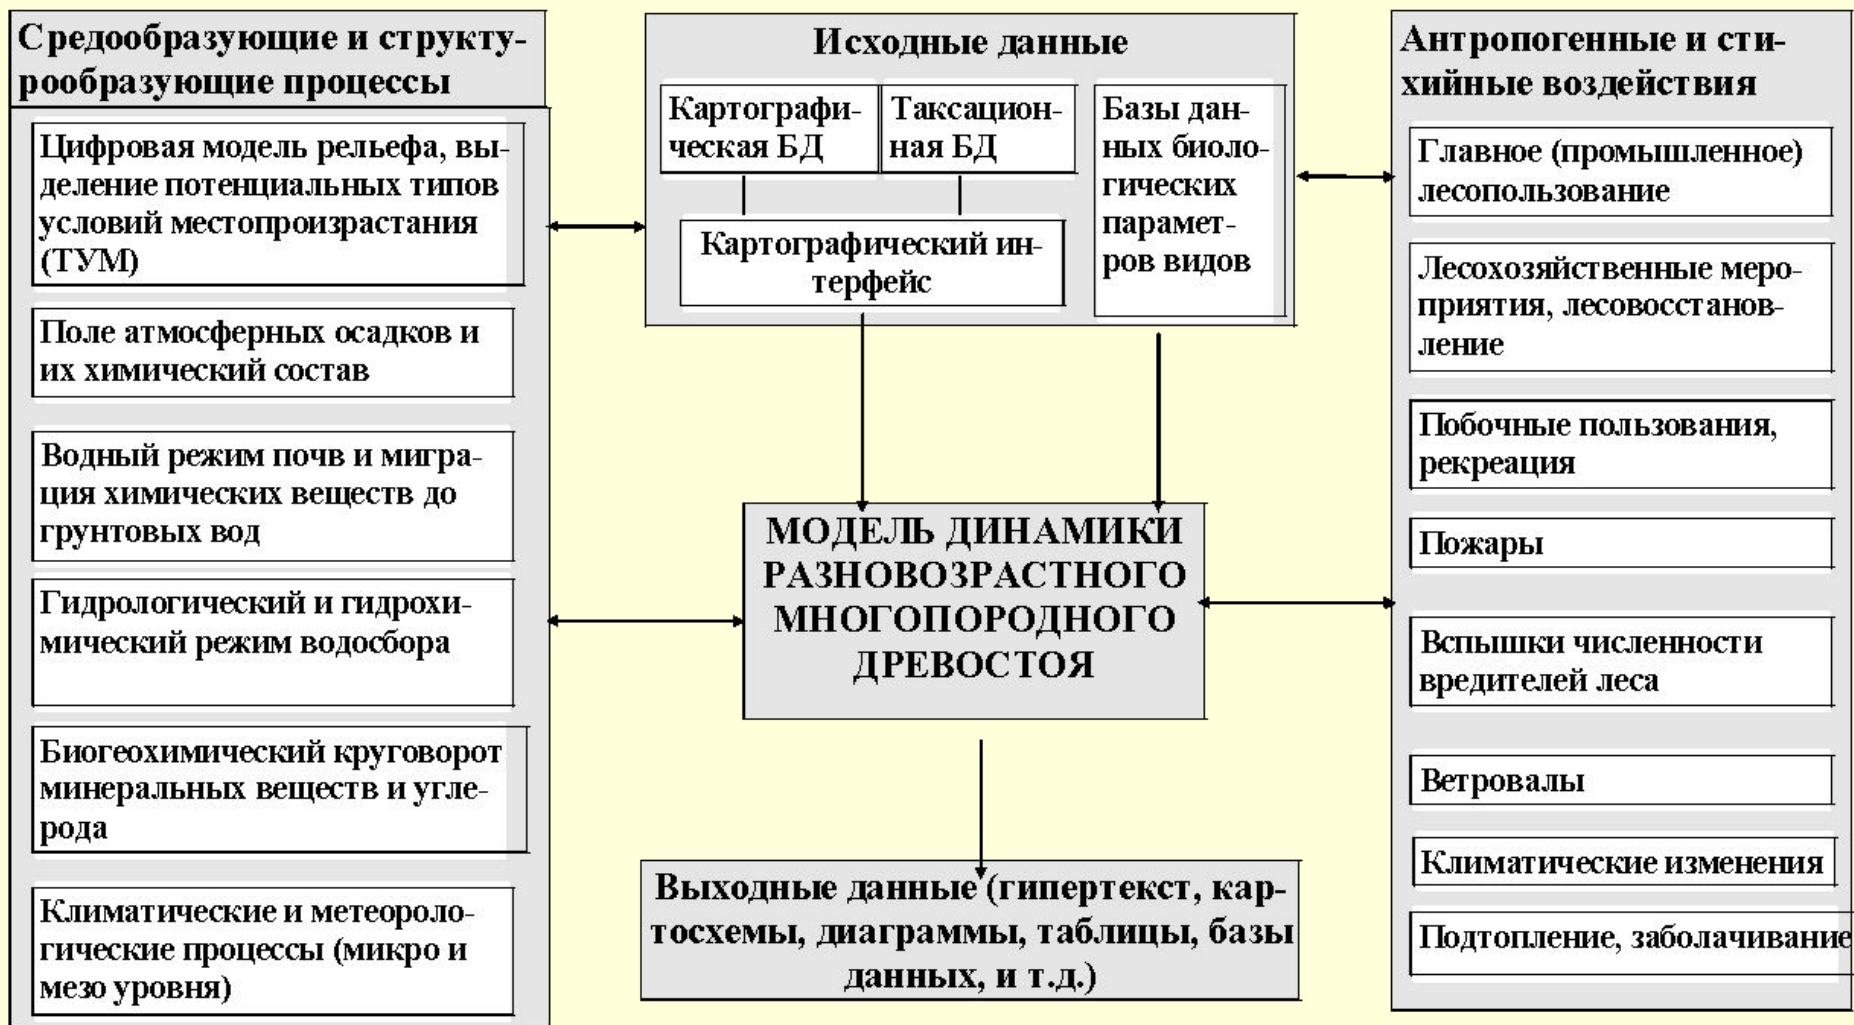 Средообразующие и структу-
рообразующие процессы
Цифровая модель рельефа, вы-
деление потенциальных типов
условий местопроизрастания
(ТУМ)
Поле атмосферных осадков и
их химический состав
Водный режим почв и мигра-
ция химических веществ до
грунтовых вод
Гидрологический и гидрохи-
мический режим водосбора
Биогеохимический круговорот
минеральных веществ и угле-
рода
Климатические и метеороло-
гические процессы (микро и
мезо уровня)
Исходные данные
Картографи-
ческая БД
Таксацион-
ная БД
Картографический ин-
терфейс
Базы дан-
ных биоло-
гических
парамет-
ров видов
МОДЕЛЬ ДИНАМИКИ
РАЗНОВОЗРАСТНОГО
МНОГОПОРОДНОГО
ДРЕВОСТОЯ
Выходные данные (гипертекст, кар-
тосхемы, диаграммы, таблицы, базы
данных, и т.д.)
Антропогенные и сти-
хийные воздействия
Главное (промышленное)
лесопользование
Лесохозяйственные меро-
приятия, лесовосстанов-
ление
Побочные пользования,
рекреация
Пожары
Вспышки численности
вредителей леса
Ветровалы
Климатические изменения
Подтопление, заболачивание